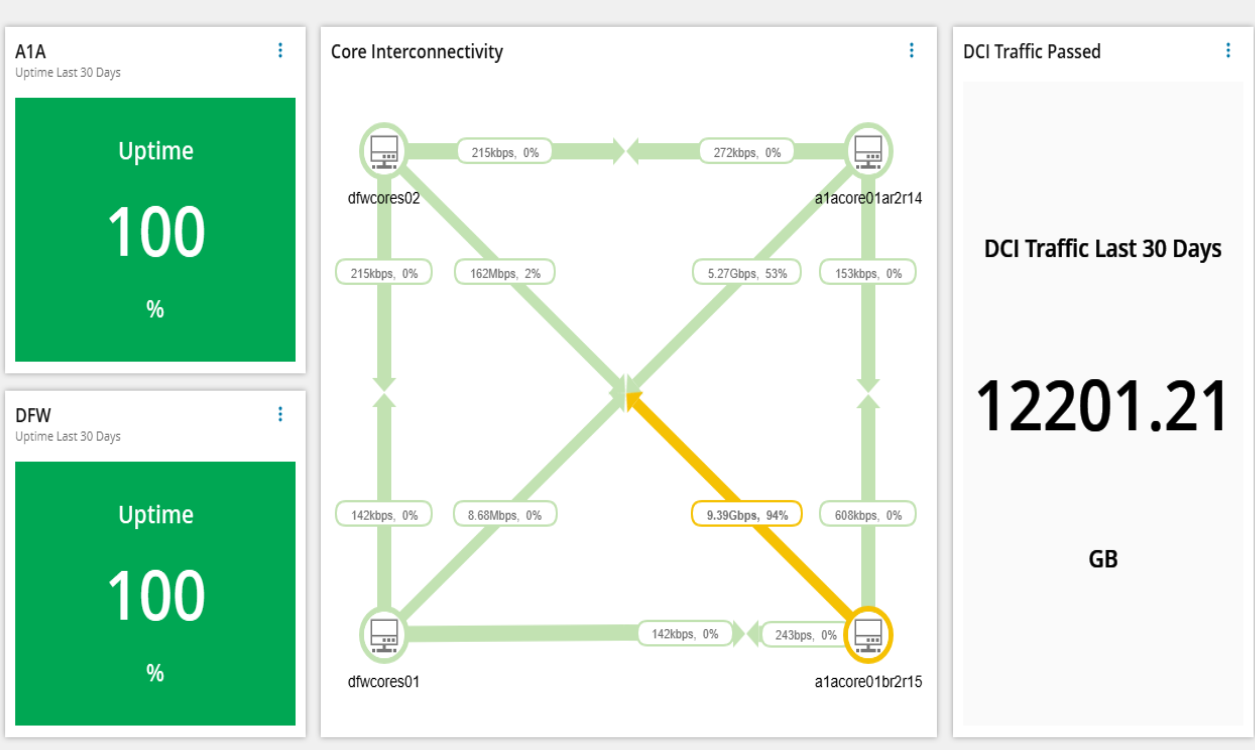 A1A
Uptime Last 30 Days
Uptime
100
%
DFW
Uptime Last 30 Days
Uptime
100
%
Core Interconnectivity
215kbps, 0%
272kbps, 0%
dfwcores02
a1acore01ar2r14
215kbps, 0%
162Mbps, 2%
5.27Gbps, 53%
153kbps, 0%
142kbps, 0%
8.68Mbps, 0%
9.39Gbps, 94%
608kbps, 0%
142kbps, 0%
243bps, 0%
dfwcores01
a1acore01br2r15
DCI Traffic Passed
DCI Traffic Last 30 Days
12201.21
GB